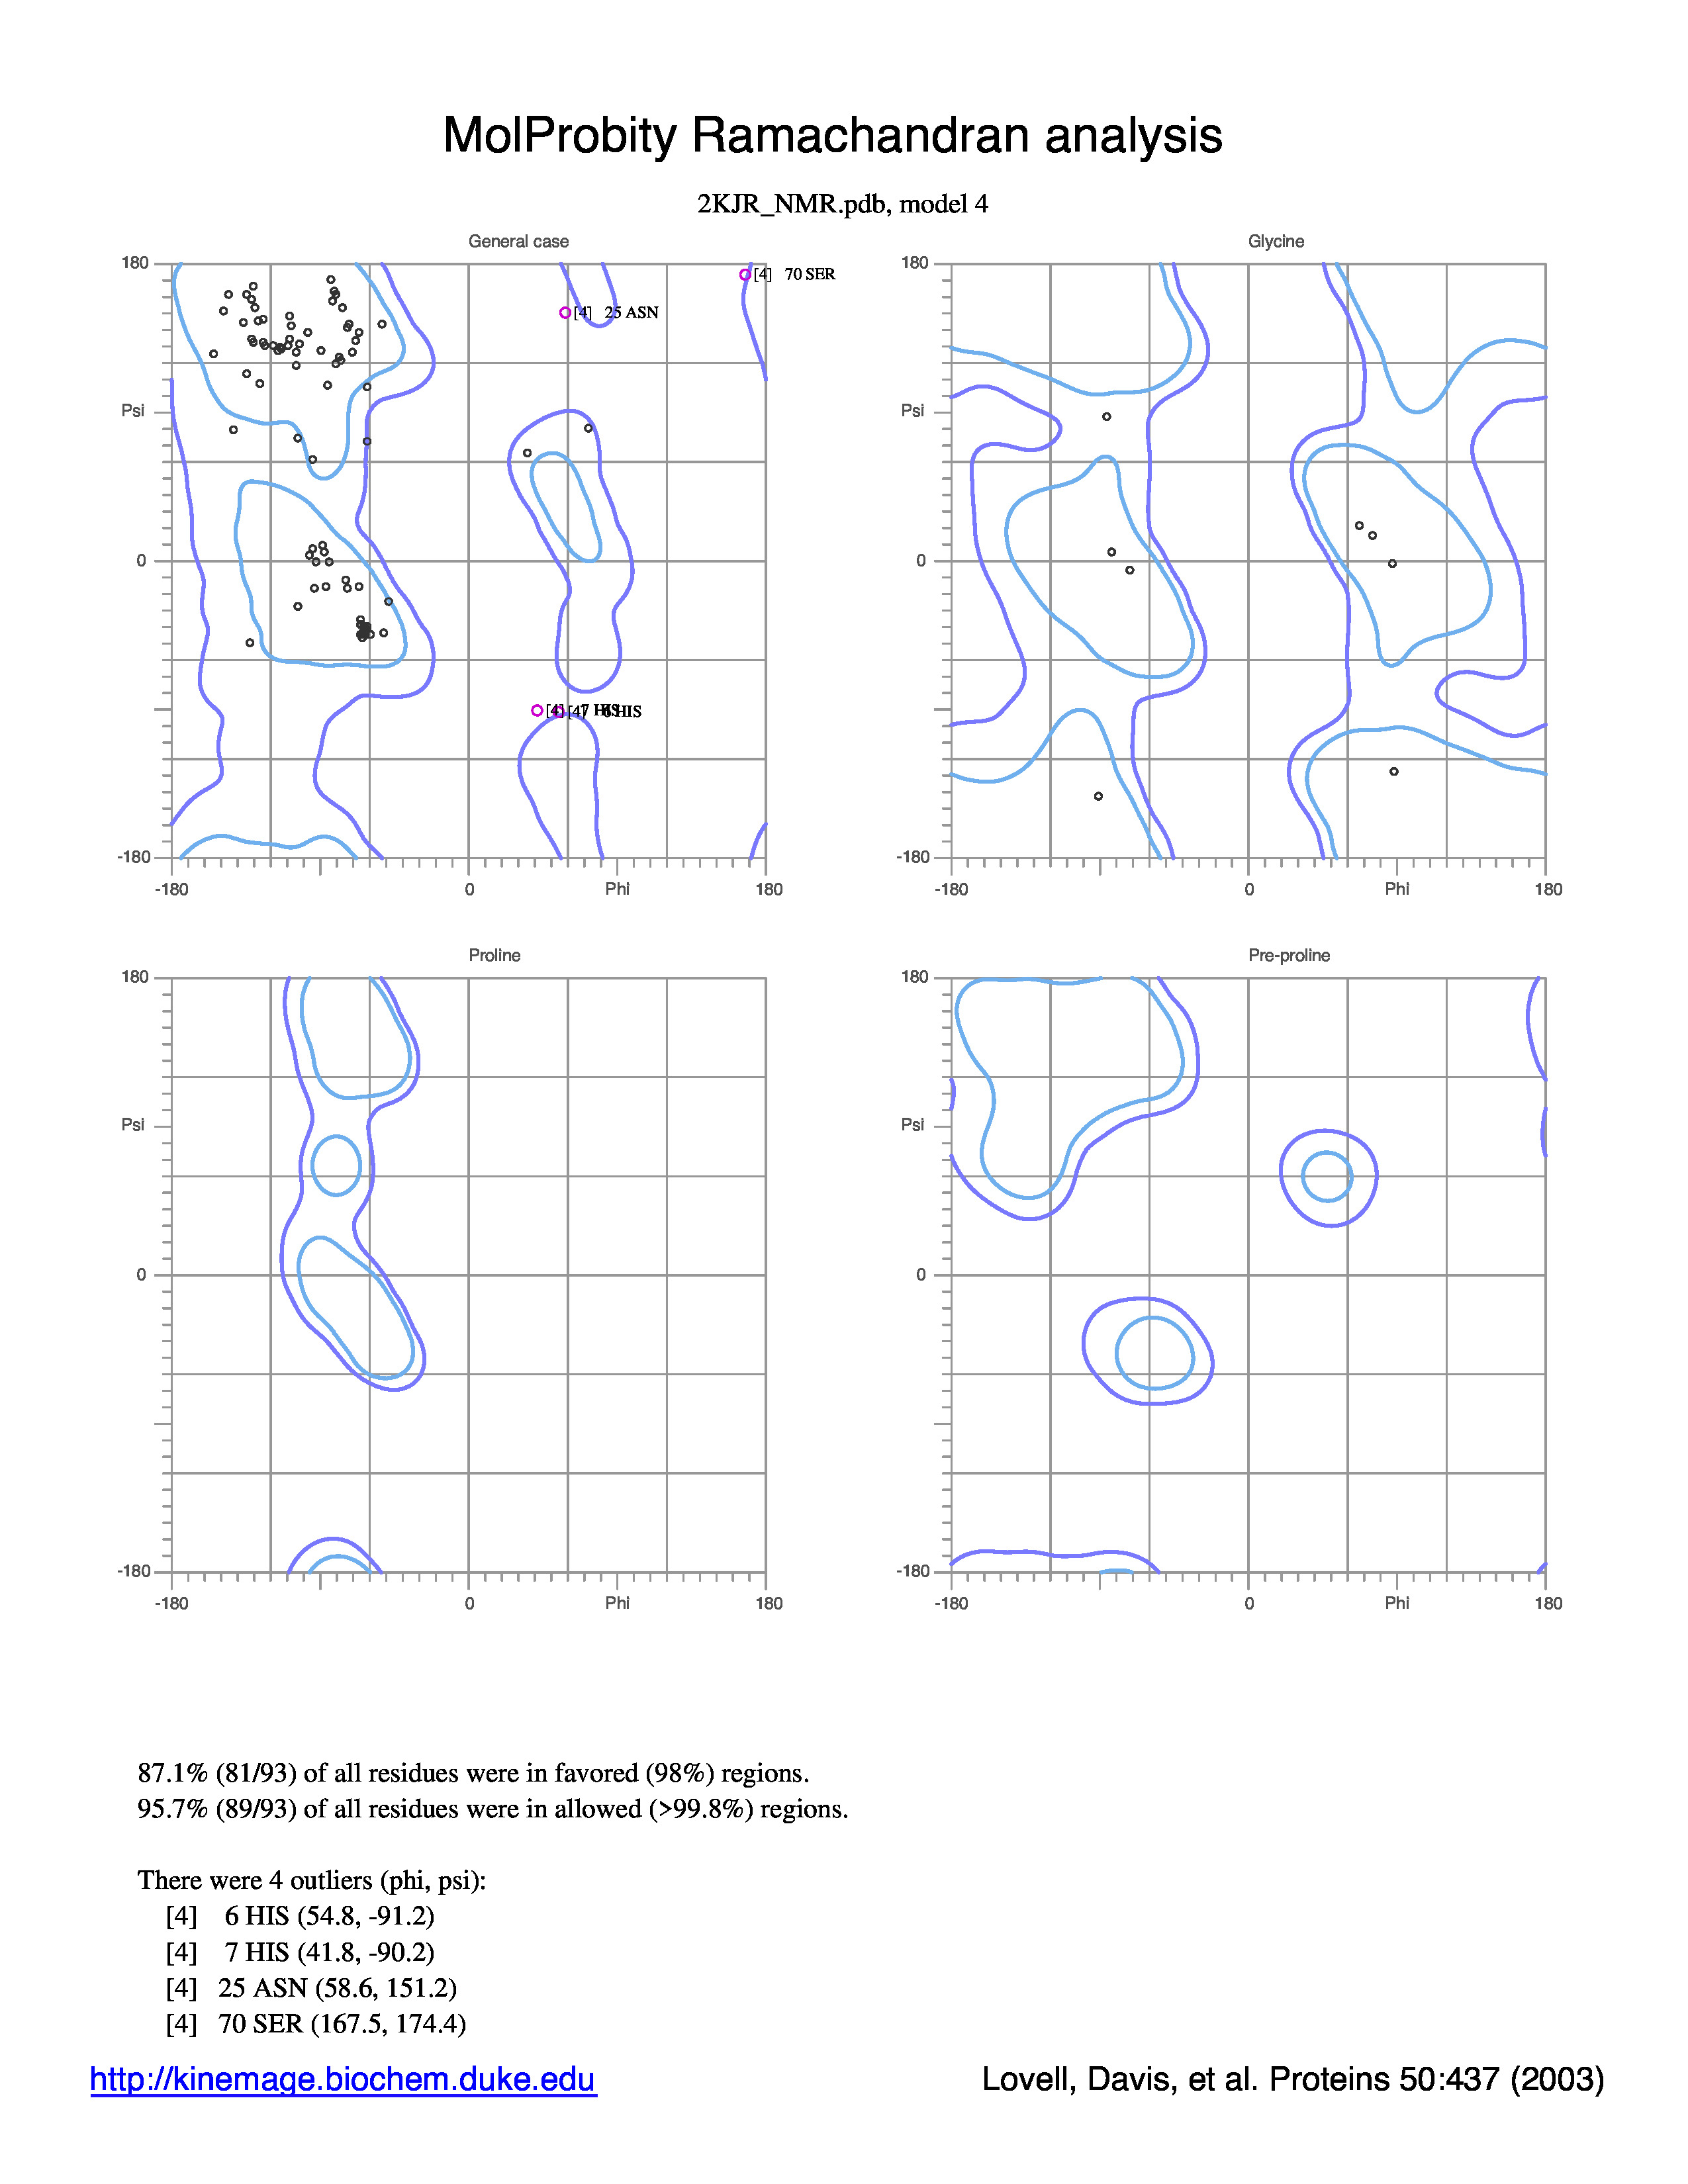 MolProbity Ramachandran analysis
2KJR_NMR.pdb, model 4
General case
Glycine
180
[4] 70 SER
[4] 25 ASN
Psi
0
[4] 7 HIS
[4] 6 HIS
-180
-180
0
Phi
180
180
Psi
0
-180
-180
0
Phi
180
Proline
Pre-proline
180
Psi
0
-180
-180
0
Phi
180
180
Psi
0
-180
-180
0
Phi
180
87.1% (81/93) of all residues were in favored (98%) regions.
95.7% (89/93) of all residues were in allowed (>99.8%) regions.
There were 4 outliers (phi, psi):
[4] 6 HIS (54.8, -91.2)
[4] 7 HIS (41.8, -90.2)
[4] 25 ASN (58.6, 151.2)
[4] 70 SER (167.5, 174.4)
http://kinemage.biochem.duke.edu
Lovell, Davis, et al. Proteins 50:437 (2003)